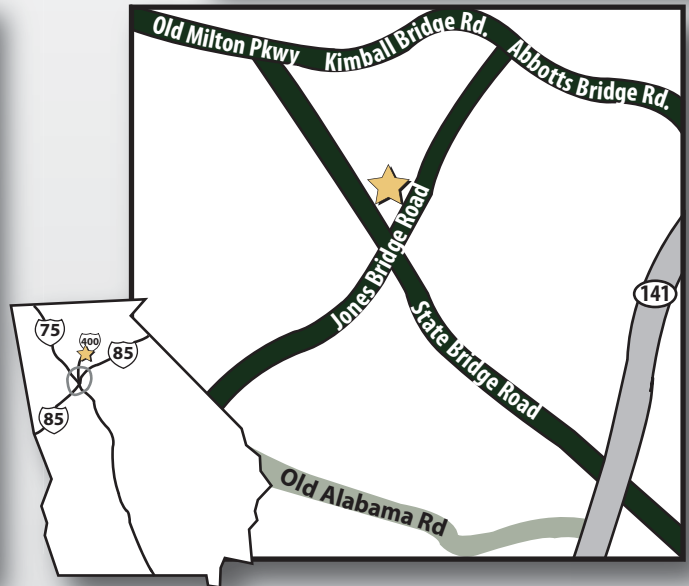 Old Milton Pkwy
Kimball Bridge Rd.
Abbotts Bridge Rd.
Jones Bridge Road
141
State Bridge Road
75
400
85
85
Old Alabama Rd